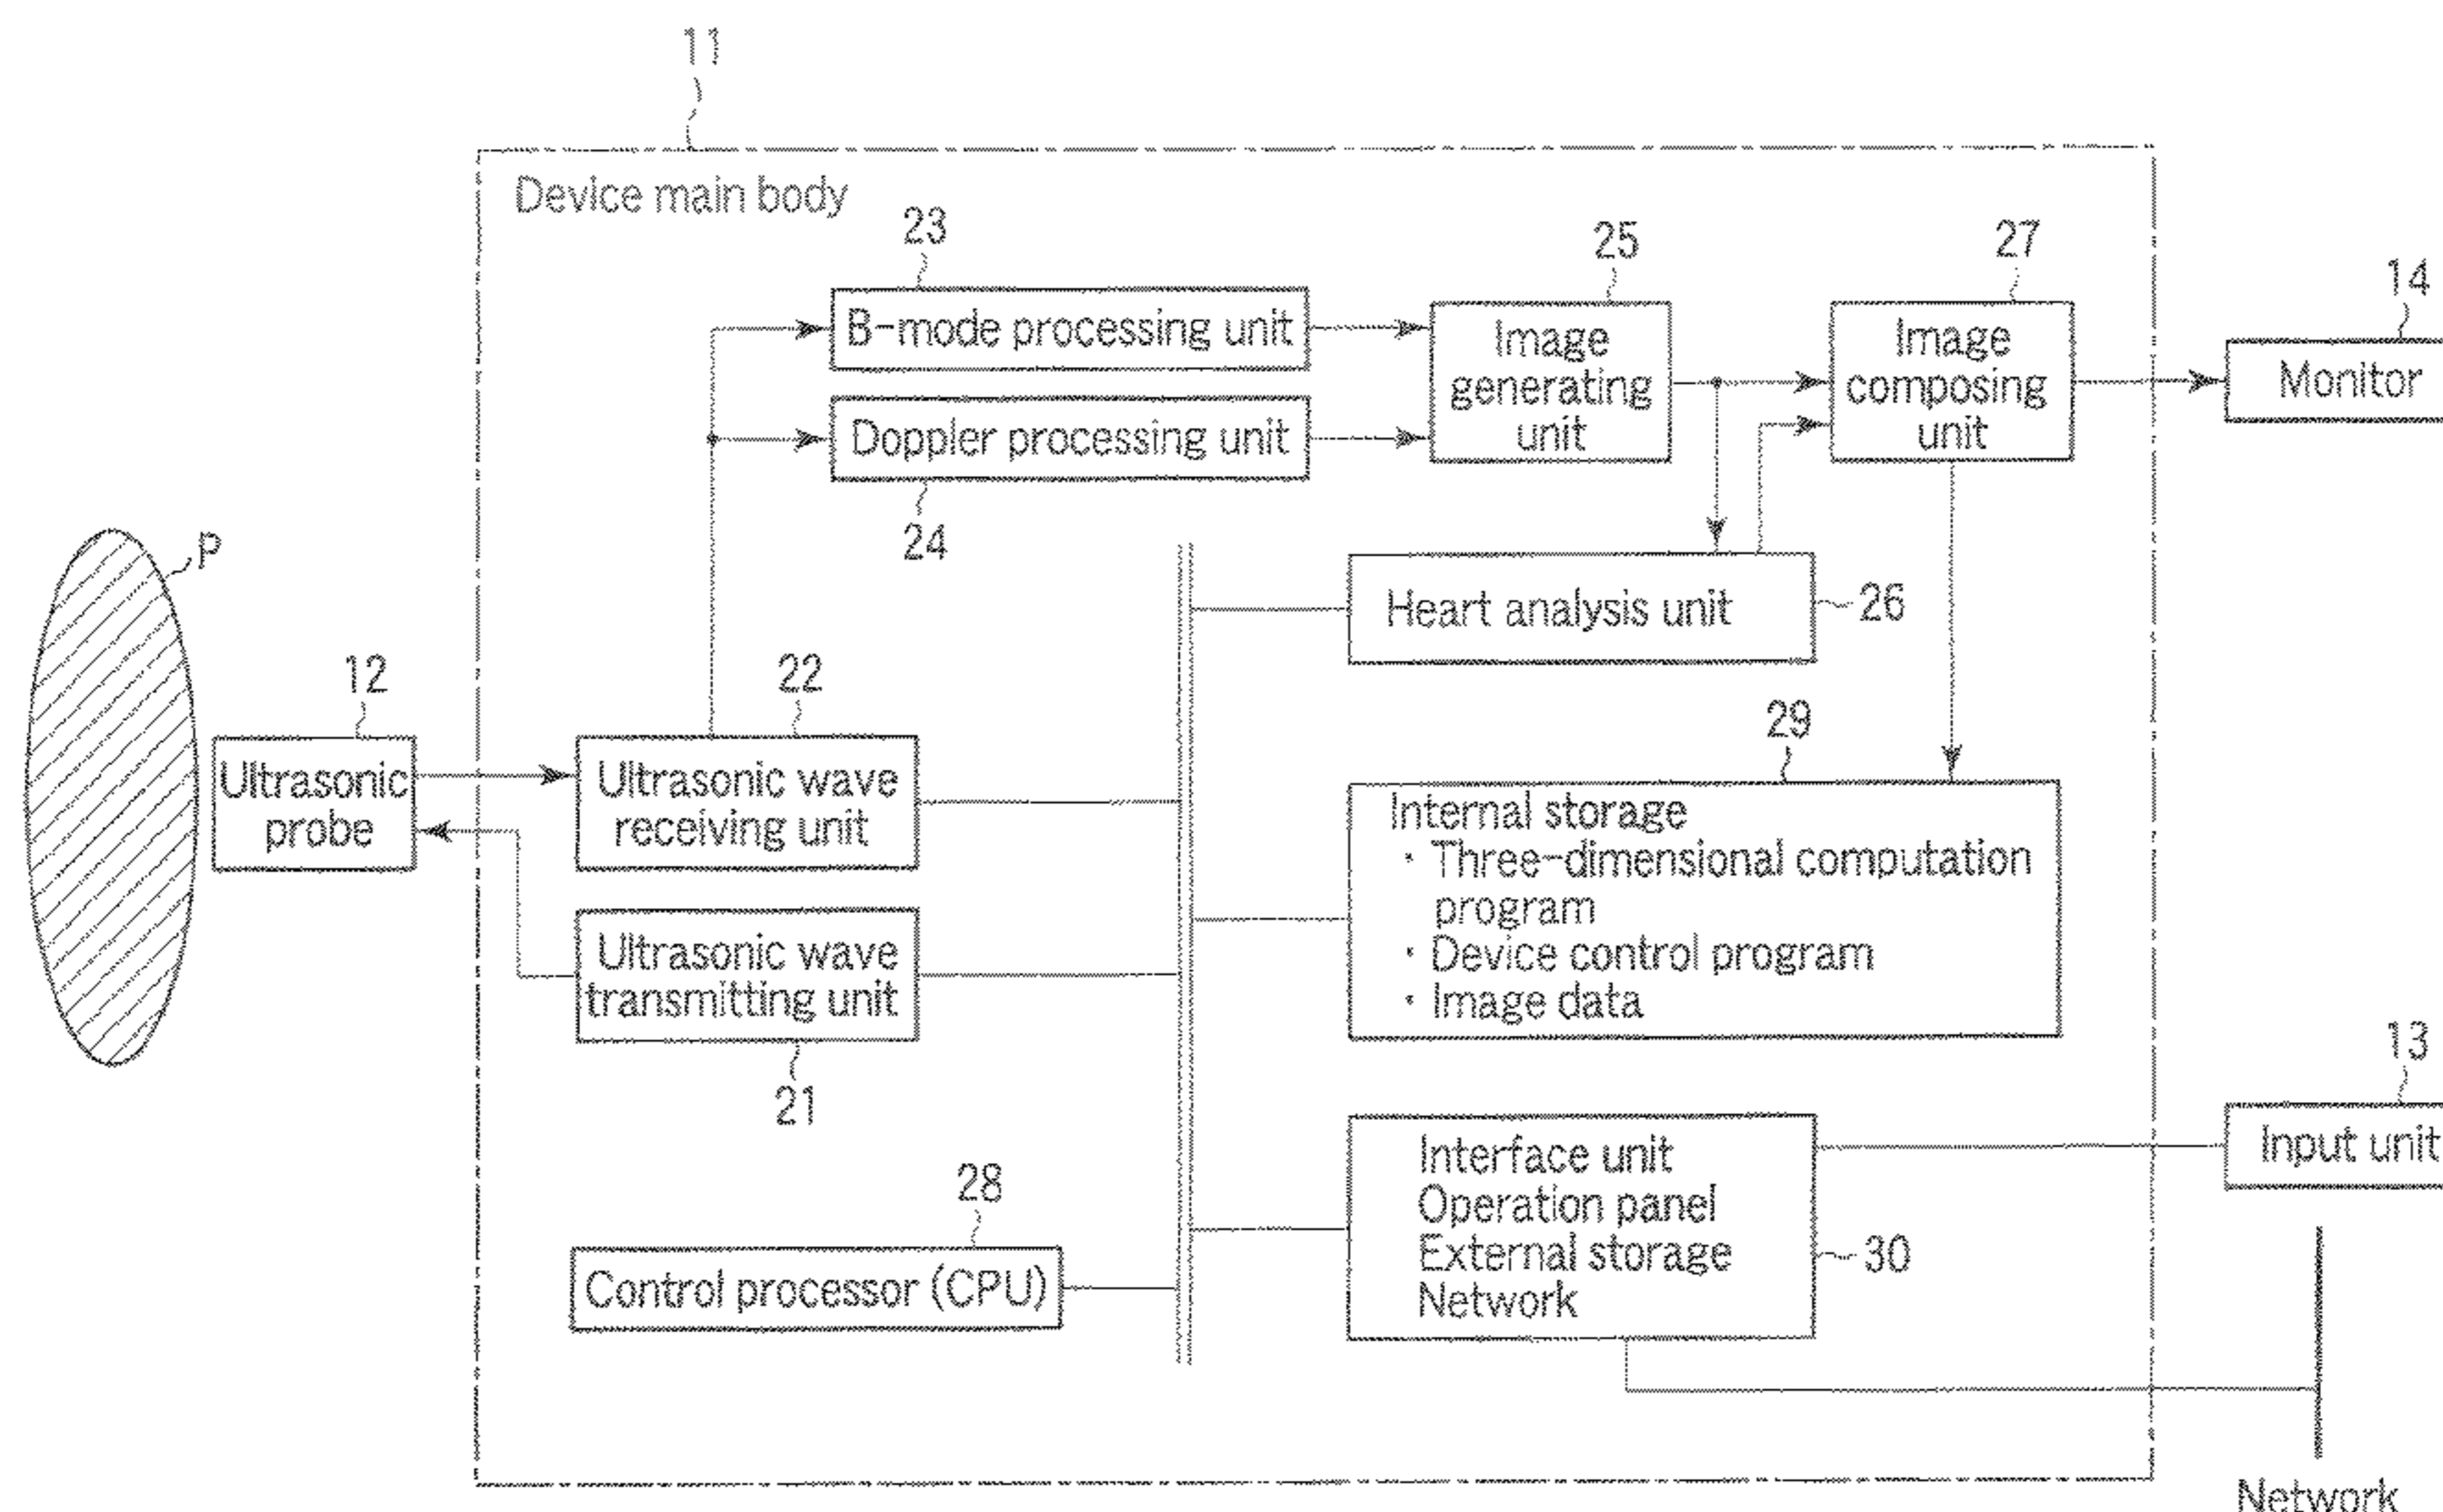 11
Device main body
23
B-mode processing unit
25
Image
generating
unit
27
Image
composing
unit
14
Monitor
Doppler processing unit
24
P
Heart analysis unit
26
12
Ultrasonic
probe
22
Ultrasonic wave
receiving unit
29
Internal storage
・Three-dimensional computation
program
・Device control program
・Image data
Ultrasonic wave
transmitting unit
21
13
Input unit
Interface unit
Operation panel
External storage
Network
30
28
Control processor (CPU)
Network